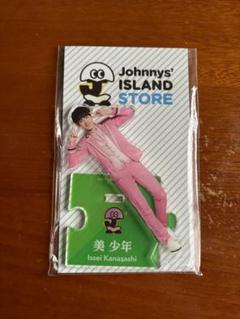 Johnnys'
ISLAND
STORE
美 少年
Issei Kanasashi